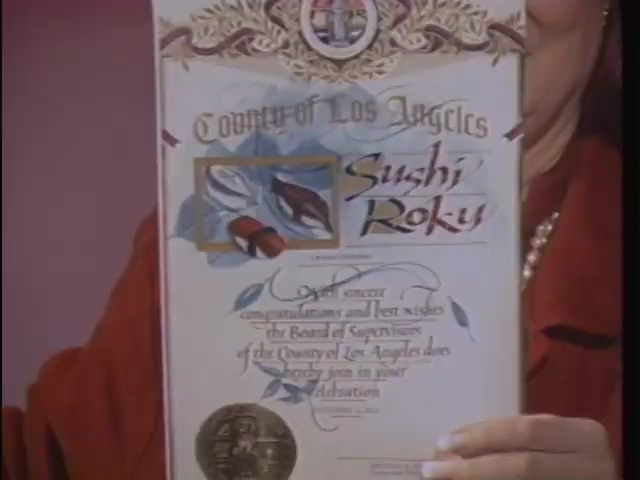 County of Los Angeles
Sushi
Roku
With sincere
congratulations and best wishes
the Board of Supervisors
of the County of Los Angeles does
hereby join in your
celebration